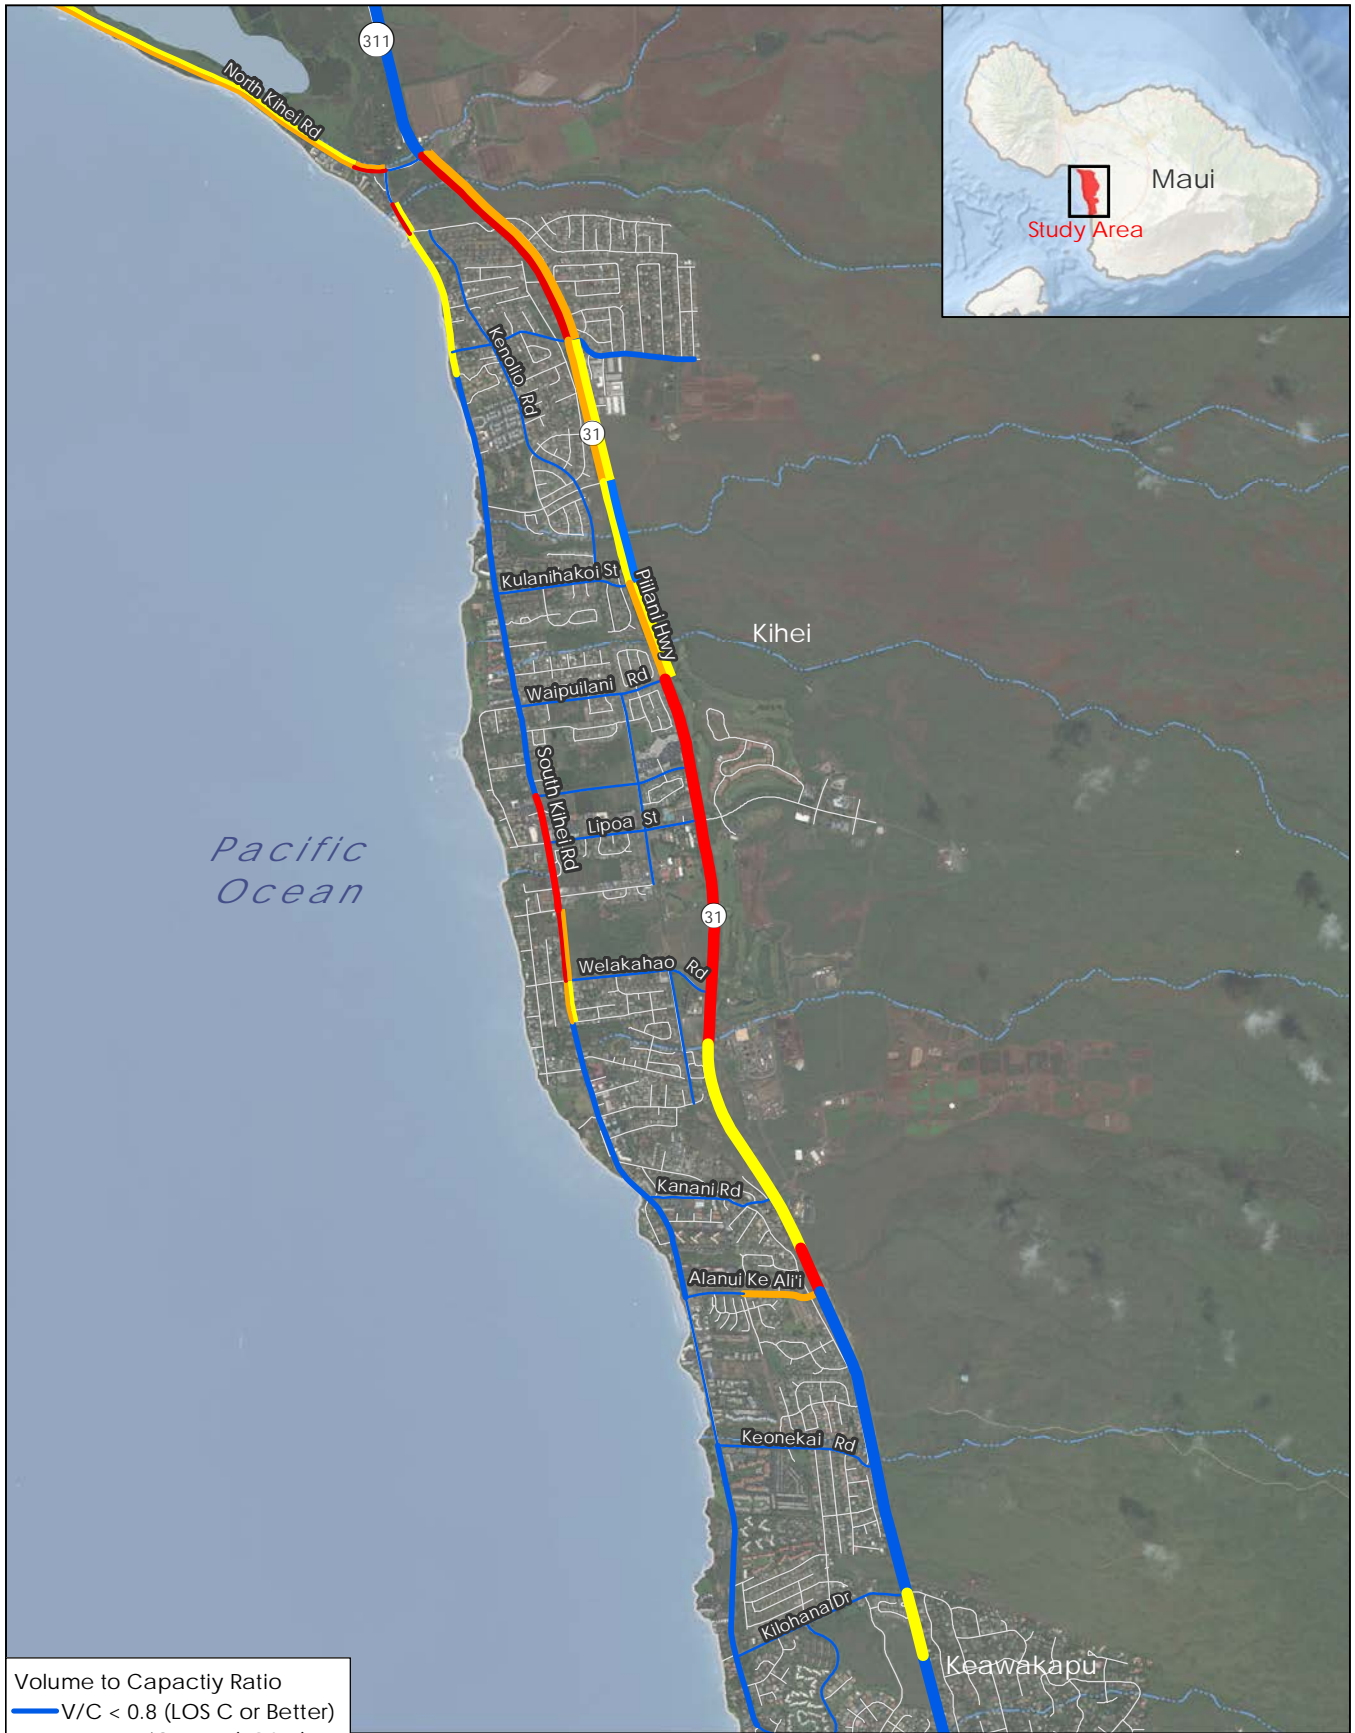 311
North Kihei Rd
Maui
Study Area
Kenolio Rd
31
Kulanihakoi St
Piilani Hwy
Kihei
Waipuilani Rd
South Kihei Rd
Lipoa St
Pacific
Ocean
31
Welakahao Rd
Kanani Rd
Alanui Ke Ali'i
Keonekai Rd
Kilohana Dr
Keawakapu
Volume to Capactiy Ratio
V/C < 0.8 (LOS C or Better)